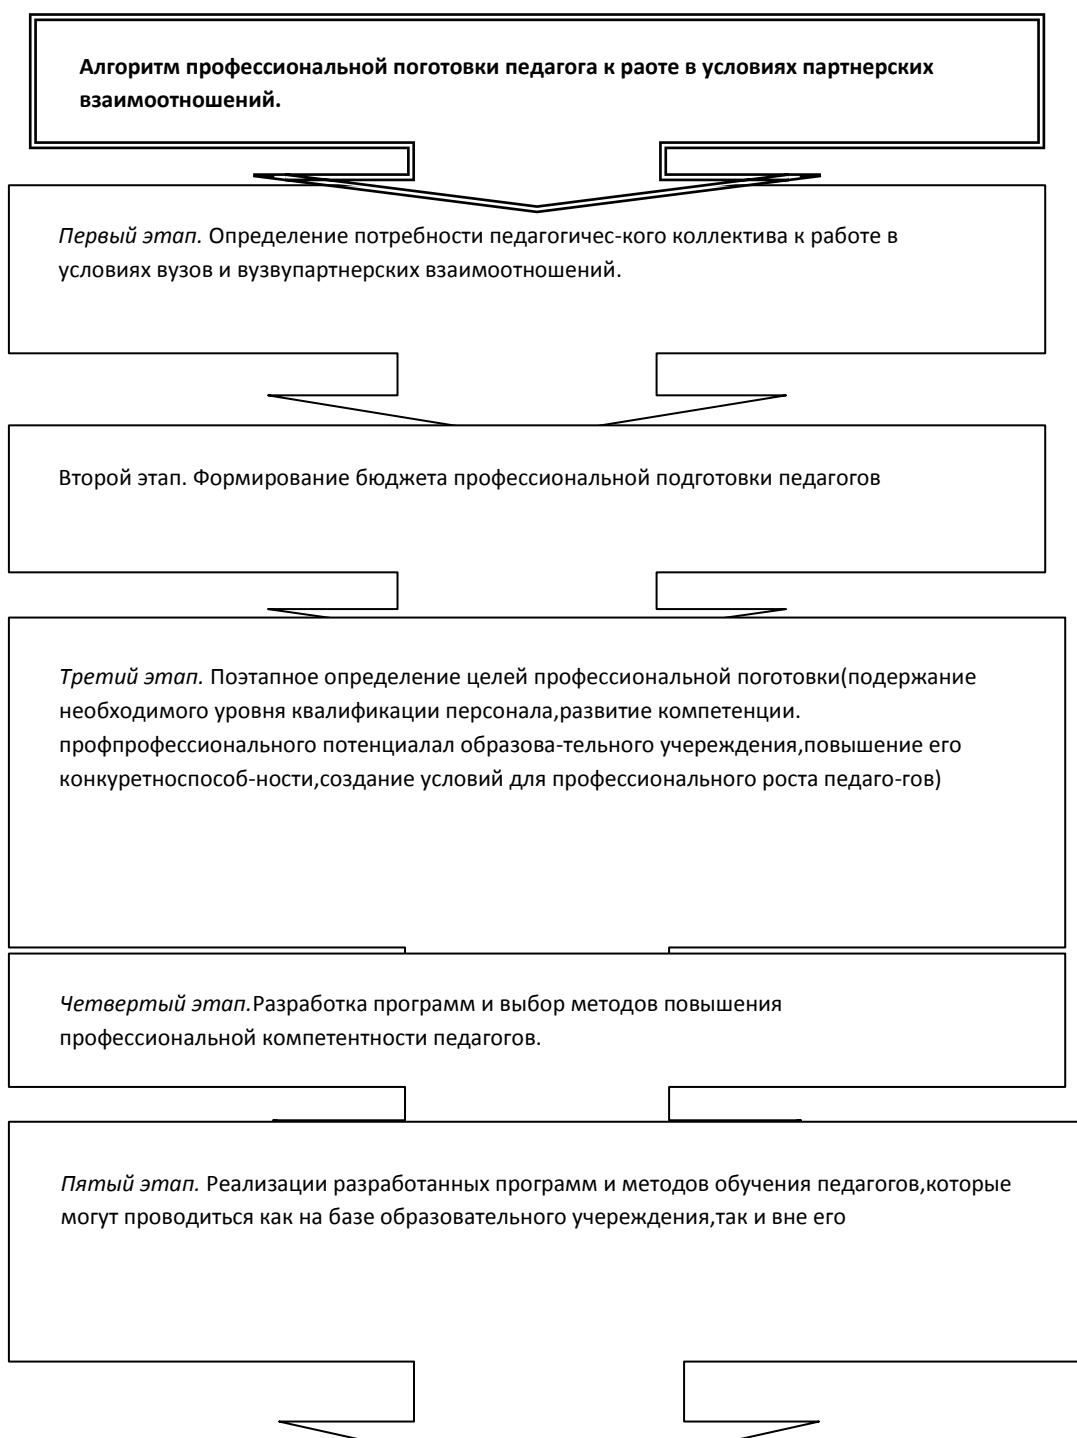 Алгоритм профессиональной поготовки педагога к раоте в условиях партнерских
взаимоотношений.
Первый этап. Определение потребности педагогичес-кого коллектива к работе в
условиях вузов и вузвупартнерских взаимоотношений.
Второй этап. Формирование бюджета профессиональной подготовки педагогов
Третий этап. Поэтапное определение целей профессиональной поготовки(подержание
необходимого уровня квалификации персонала,развитие компетенции.
профпрофессионального потенциалал образова-тельного учереждения,повышение его
конкуретноспособ-ности,создание условий для профессионального роста педаго-гов)
Четвертый этап.Разработка программ и выбор методов повышения
профессиональной компетентности педагогов.
Пятый этап. Реализации разработанных программ и методов обучения педагогов,которые
могут проводиться как на базе образовательного учереждения,так и вне его